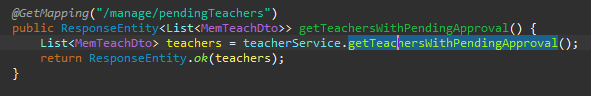 @GetMapping("/manage/pendingTeachers")
public ResponseEntity<List<MemTeachDto>> getTeachersWithPendingApproval() {
    List<MemTeachDto> teachers = teacherService.getTeachersWithPendingApproval();
    return ResponseEntity.ok(teachers);
}